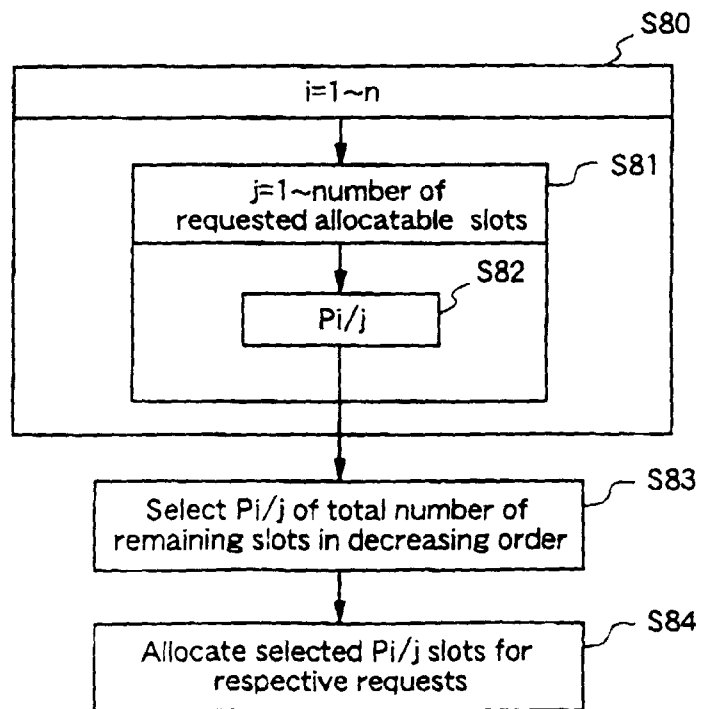 S80
i=1~n
S81
j=1~number of
requested allocatable slots
S82
Pi/j
S83
Select Pi/j of total number of
remaining slots in decreasing order
S84
Allocate selected Pi/j slots for
respective requests